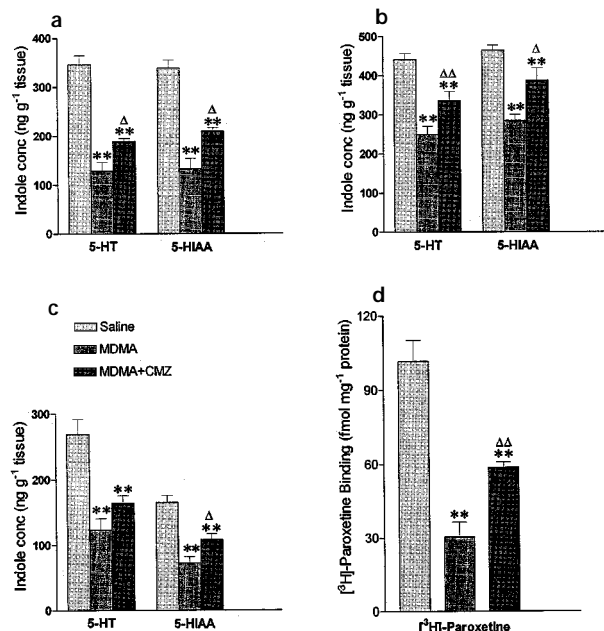 a
Indole conc (ng g⁻¹ tissue)
400
300
200
100
0
**
Δ
**
**
Δ
**
5-HT
5-HIAA
b
Indole conc (ng g⁻¹ tissue)
500
400
300
200
100
0
**
ΔΔ
**
**
Δ
**
5-HT
5-HIAA
c
Saline
MDMA
MDMA+CMZ
Indole conc (ng g⁻¹ tissue)
300
200
100
0
**
**
**
Δ
**
5-HT
5-HIAA
d
[³H]-Paroxetine Binding (fmol mg⁻¹ protein)
120
90
60
30
0
**
ΔΔ
**
[³H]-Paroxetine